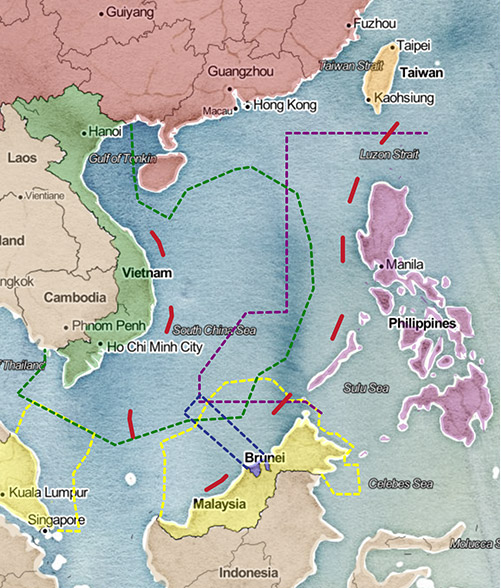 Guiyang
Fuzhou
Taipei
Taiwan Strait
Taiwan
Guangzhou
Kaohsiung
Macau
Hong Kong
Hanoi
Gulf of Tonkin
Luzon Strait
Laos
Vientiane
land
Vietnam
Manila
ngkok
Cambodia
Phnom Penh
South China Sea
Philippines
Ho Chi Minh City
f Thailand
Sulu Sea
Brunei
Celebes Sea
Kuala Lumpur
Malaysia
Singapore
Molucca S
Indonesia